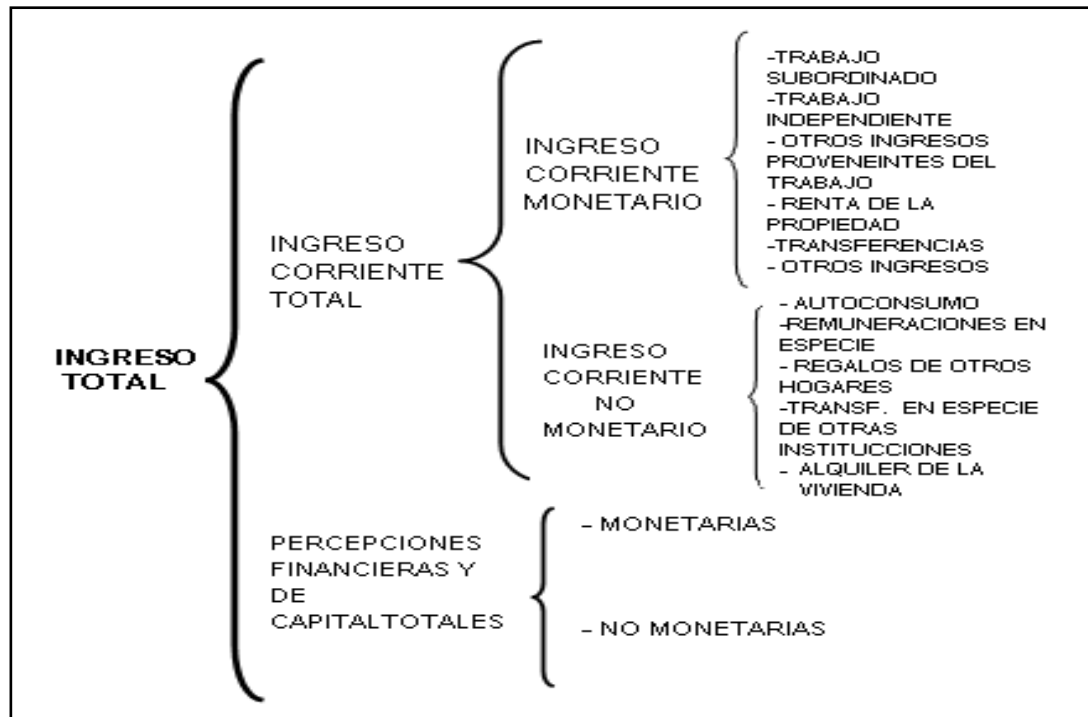 INGRESO
TOTAL
INGRESO
CORRIENTE
TOTAL
INGRESO
CORRIENTE
MONETARIO
-TRABAJO
SUBORDINADO
-TRABAJO
INDEPENDIENTE
- OTROS INGRESOS
PROVENEINTES DEL
TRABAJO
- RENTA DE LA
PROPIEDAD
-TRANSFERENCIAS
- OTROS INGRESOS
INGRESO
CORRIENTE
NO
MONETARIO
- AUTOCONSUMO
-REMUNERACIONES EN
ESPECIE
- REGALOS DE OTROS
HOGARES
-TRANSF. EN ESPECIE
DE OTRAS
INSTITUCCIONES
- ALQUILER DE LA
VIVIENDA
PERCEPCIONES
FINANCIERAS Y
DE
CAPITALTOTALES
- MONETARIAS
- NO MONETARIAS